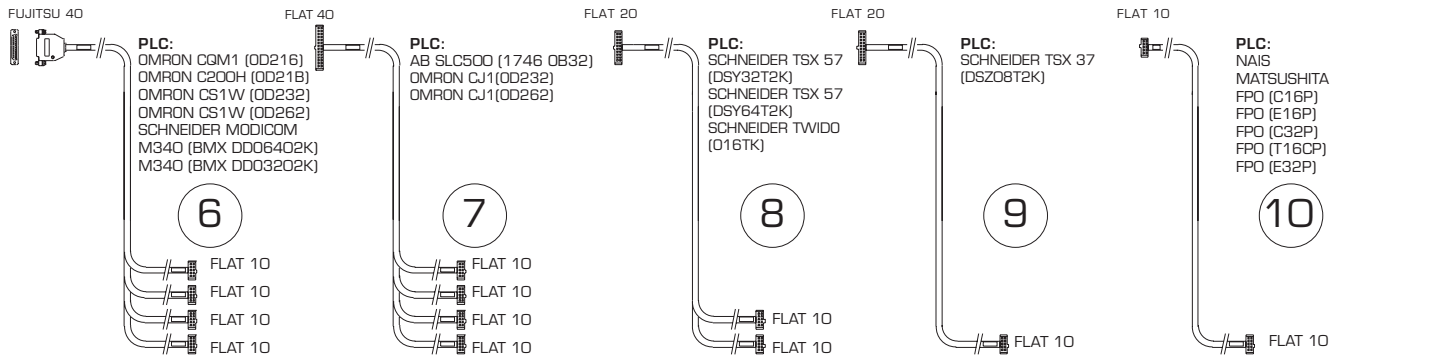 FUJITSU 40
PLC:
OMRON CQM1 (OD216)
OMRON C200H (OD21B)
OMRON CS1W (OD232)
OMRON CS1W (OD262)
SCHNEIDER MODICOM
M340 (BMX DD06402K)
M340 (BMX DD03202K)
6
FLAT 10
FLAT 10
FLAT 10
FLAT 10
FLAT 40
PLC:
AB SLC500 (1746 OB32)
OMRON CJ1(OD232)
OMRON CJ1(OD262)
7
FLAT 10
FLAT 10
FLAT 10
FLAT 10
FLAT 20
PLC:
SCHNEIDER TSX 57
(DSY32T2K)
SCHNEIDER TSX 57
(DSY64T2K)
SCHNEIDER TWIDO
(016TK)
8
FLAT 10
FLAT 10
FLAT 20
PLC:
SCHNEIDER TSX 37
(DSZ08T2K)
9
FLAT 10
FLAT 10
PLC:
NAIS
MATSUSHITA
FPO (C16P)
FPO (E16P)
FPO (C32P)
FPO (T16CP)
FPO (E32P)
10
FLAT 10